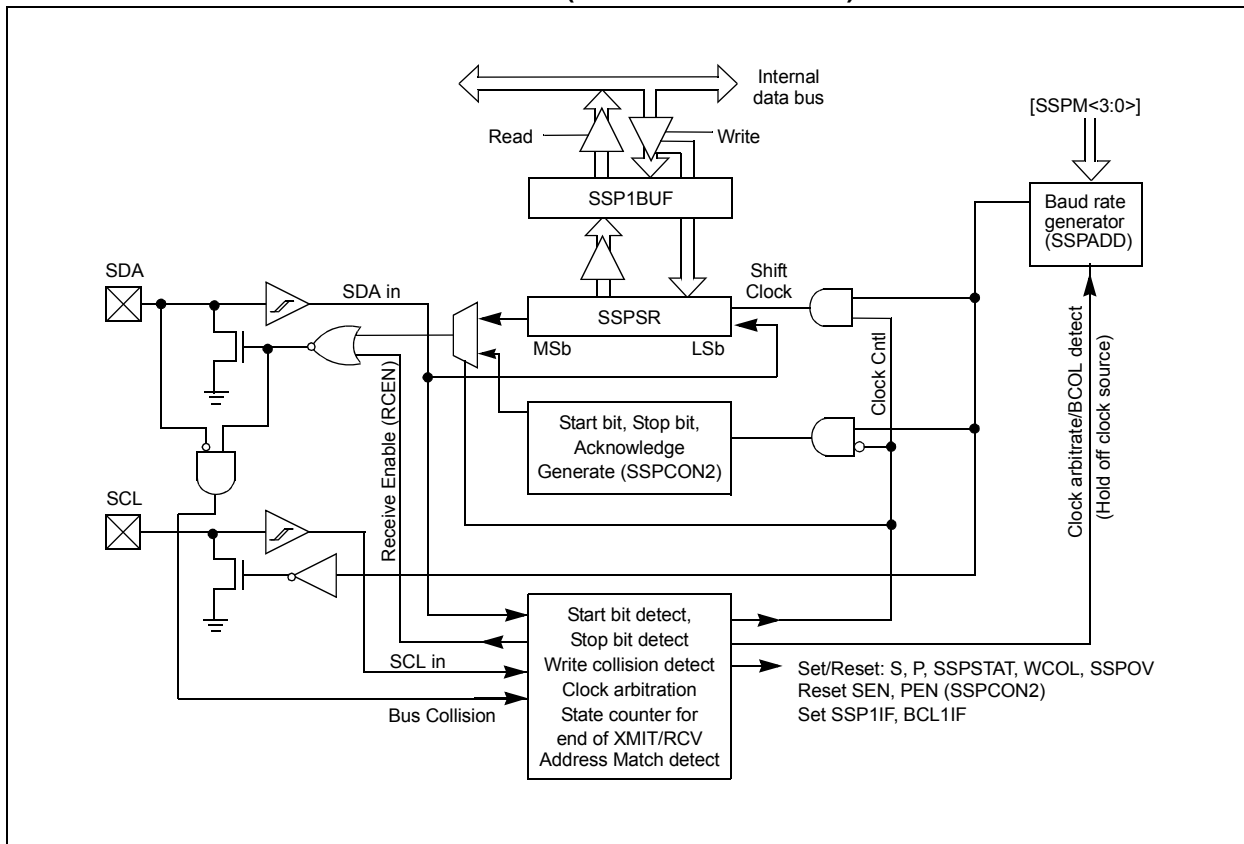 Internal
data bus
[SSPM<3:0>]
Read
Write
SSP1BUF
Baud rate
generator
(SSPADD)
SDA
SDA in
Shift
Clock
SSPSR
MSb
LSb
Clock Cntl
Receive Enable (RCEN)
Start bit, Stop bit,
Acknowledge
Generate (SSPCON2)
Clock arbitrate/BCOL detect
(Hold off clock source)
SCL
SCL in
Bus Collision
Start bit detect,
Stop bit detect
Write collision detect
Clock arbitration
State counter for
end of XMIT/RCV
Address Match detect
Set/Reset: S, P, SSPSTAT, WCOL, SSPOV
Reset SEN, PEN (SSPCON2)
Set SSP1IF, BCL1IF